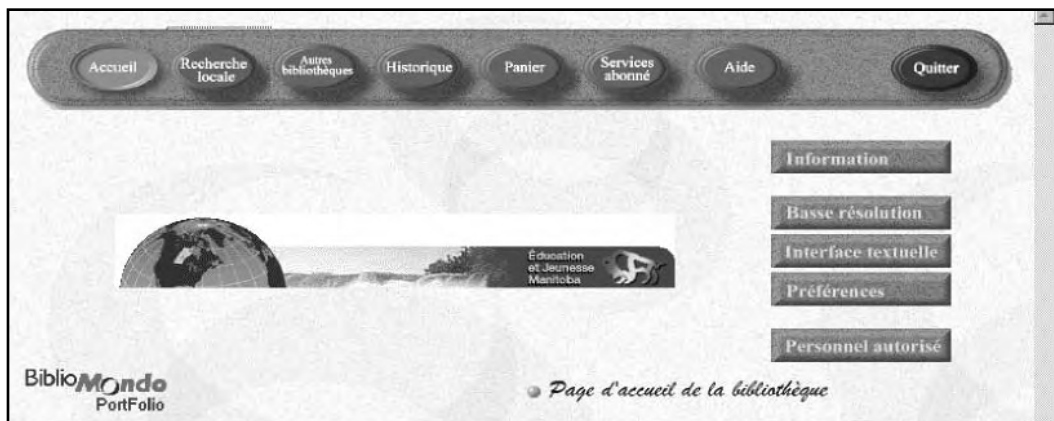 Accueil
Recherche
locale
Autres
bibliothèques
Historique
Panier
Services
abonné
Aide
Quitter
Information
Basse résolution
Interface textuelle
Préférences
Personnel autorisé
Éducation
et Jeunesse
Manitoba
BiblioMondo
PortFolio
Page d'accueil de la bibliothèque